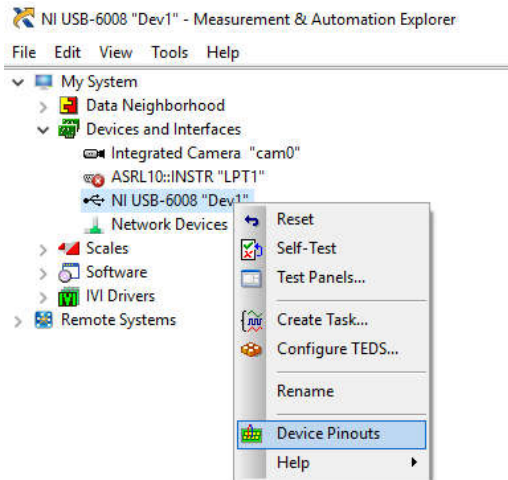 NI USB-6008 "Dev1" - Measurement & Automation Explorer
File Edit View Tools Help
My System
Data Neighborhood
Devices and Interfaces
Integrated Camera "cam0"
ASRL10::INSTR "LPT1"
NI USB-6008 "Dev1"
Network Devices
Scales
Software
IVI Drivers
Remote Systems
Reset
Self-Test
Test Panels...
Create Task...
Configure TEDS...
Rename
Device Pinouts
Help